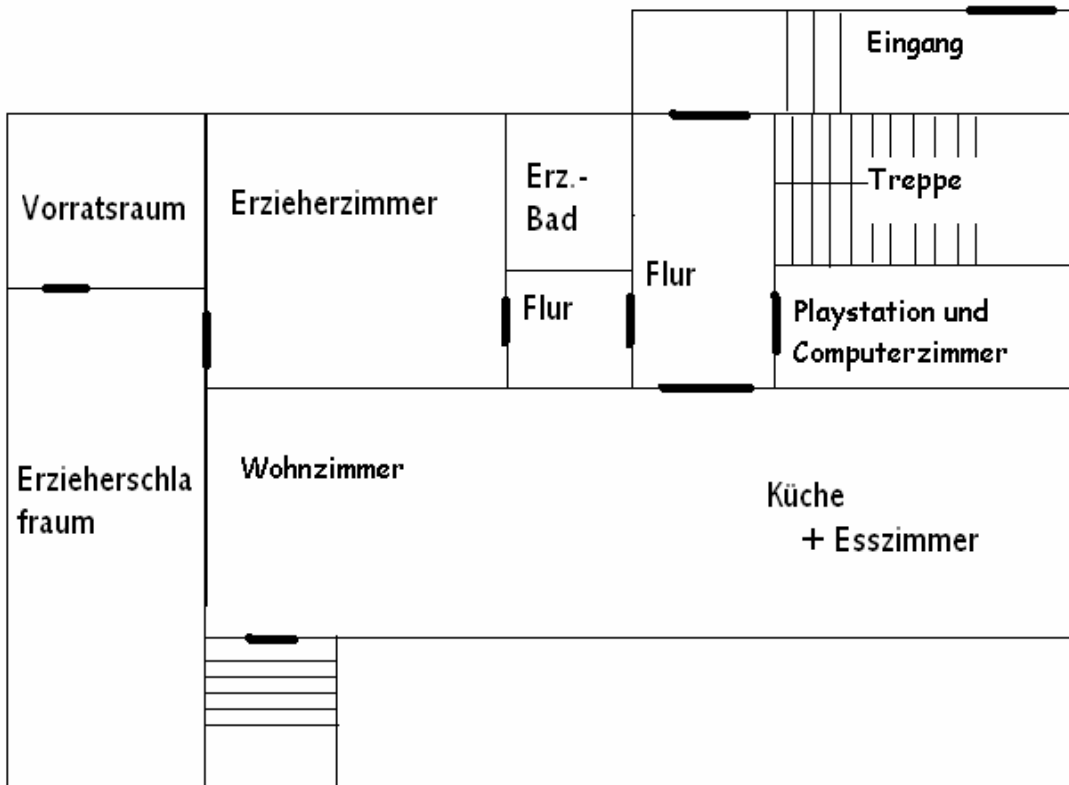 Eingang
Vorratsraum
Erzieherzimmer
Erz.-
Bad
Treppe
Flur
Flur
Playstation und
Computerzimmer
Erzieherschla
fraum
Wohnzimmer
Küche
+ Esszimmer